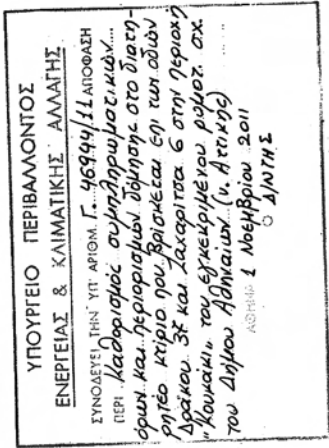 ΥΠΟΥΡΓΕΙΟ ΠΕΡΙΒΑΛΛΟΝΤΟΣ
ΕΝΕΡΓΕΙΑΣ & ΚΛΙΜΑΤΙΚΗΣ ΑΛΛΑΓΗΣ
ΣΥΝΟΔΕΥΕΙ ΤΗΝ ΥΠ' ΑΡΙΘΜ. Γ. 46944/11 ΑΠΟΦΑΣΗ
ΠΕΡΙ Καθορισμός συμπληρωματικών....
όρων και περιορισμών δόμησης στο διατη-
ρητέο κτίριο που βρίσκεται επί των οδών
Δράκου 37 και Ζαχαρίτσα 6 στην περιοχή
Κουκάκι.. του εγκεκριμένου ρυμοτ. σχ.
του Δήμου Αθηναίων (ν. Αττικής)
ΑΘΗΝΑ 1 Νοεμβρίου 2011
Ο Δ/ΝΤΗΣ